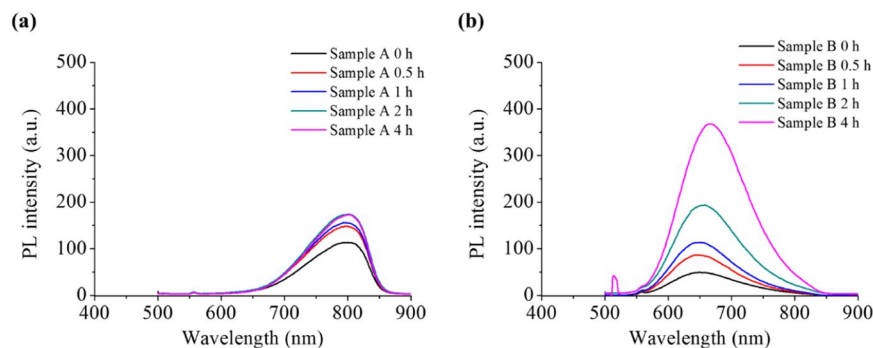 (a)
Sample A 0 h
Sample A 0.5 h
Sample A 1 h
Sample A 2 h
Sample A 4 h
500
400
300
200
100
0
PL intensity (a.u.)
400 500 600 700 800 900
Wavelength (nm)
(b)
Sample B 0 h
Sample B 0.5 h
Sample B 1 h
Sample B 2 h
Sample B 4 h
500
400
300
200
100
0
PL intensity (a.u.)
400 500 600 700 800 900
Wavelength (nm)